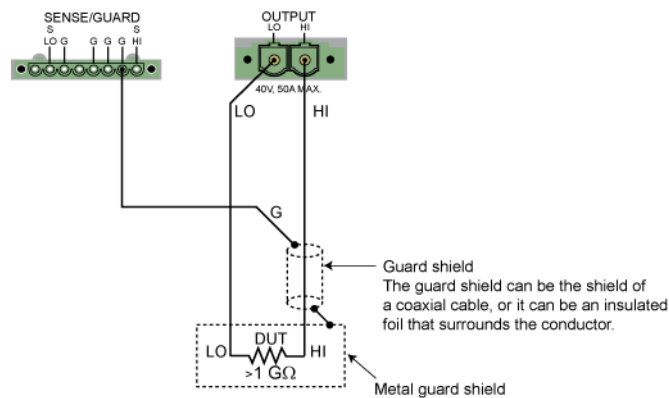 SENSE/GUARD
S S
LO G G G G HI
OUTPUT
LO HI
40V, 50A MAX.
LO HI
G
Guard shield
The guard shield can be the shield of
a coaxial cable, or it can be an insulated
foil that surrounds the conductor.
DUT
LO HI
>1 GΩ
Metal guard shield